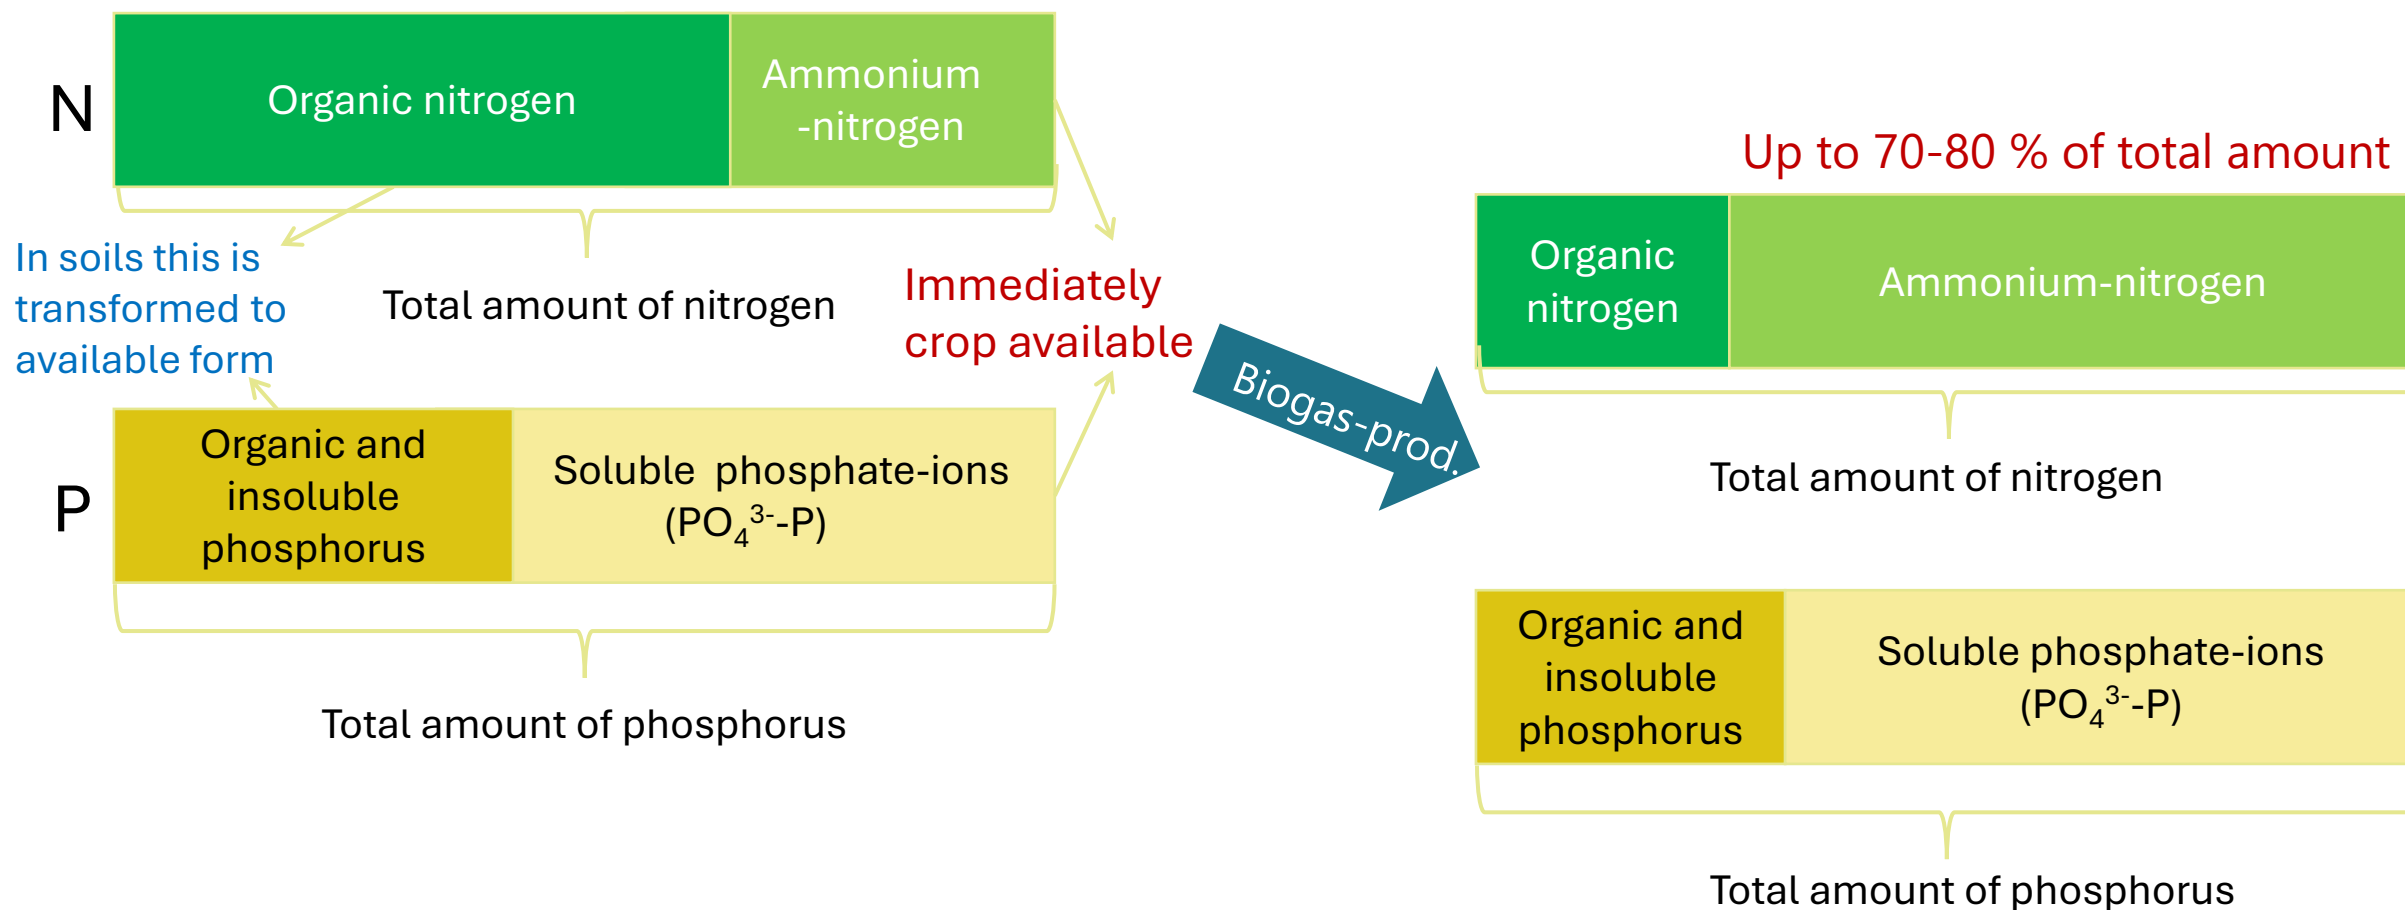 N
Organic nitrogen
Ammonium
-nitrogen
In soils this is
transformed to
available form
Total amount of nitrogen
Immediately
crop available
P
Organic and
insoluble
phosphorus
Soluble phosphate-ions
(PO₄³⁻-P)
Total amount of phosphorus
Biogas-prod.
Up to 70-80 % of total amount
Organic
nitrogen
Ammonium-nitrogen
Total amount of nitrogen
Organic and
insoluble
phosphorus
Soluble phosphate-ions
(PO₄³⁻-P)
Total amount of phosphorus